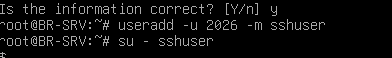 Is the information correct? [Y/n] y
root@BR-SRV:~# useradd -u 2026 -m sshuser
root@BR-SRV:~# su - sshuser
$